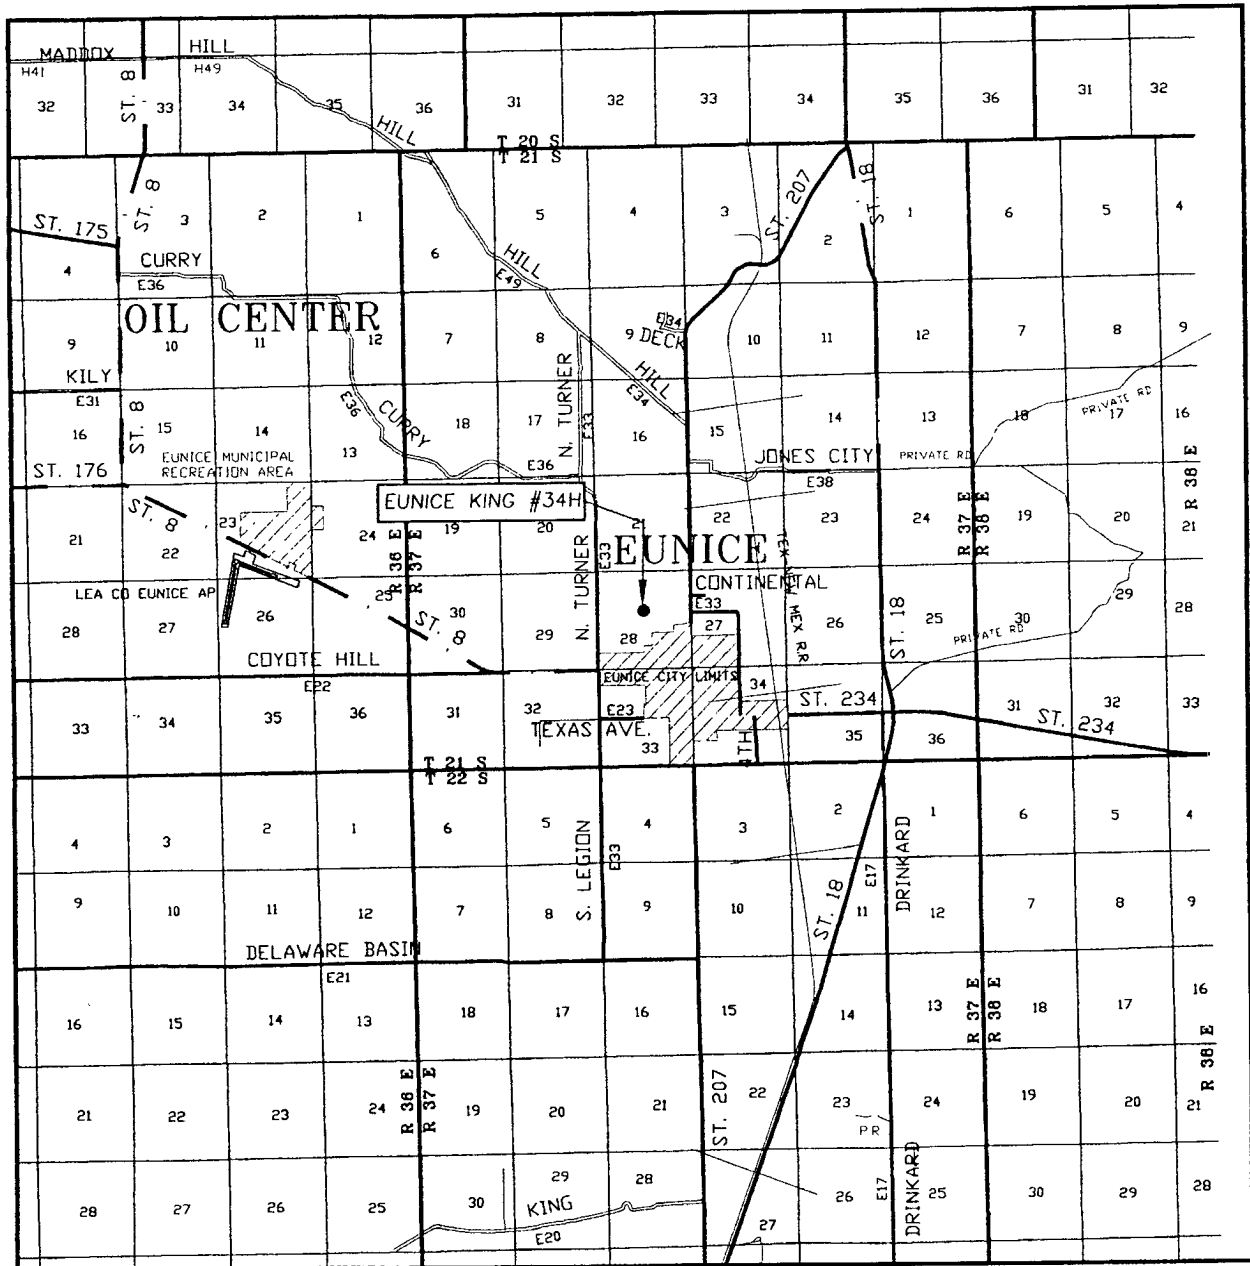 MADDOX HILL
H41 H49
ST. 8
32 33 34 35 36 31 32 33 34 35 36 31 32
HILL
T 20 S
T 21 S
ST. 175
ST. 8
3 2 1 5 4 3 ST. 207 2 ST. 18 1 6 5 4
4 CURRY 6 HILL
E36 E49
OIL CENTER
9 10 11 12 7 8 9 E34 DECK 10 11 12 7 8 9
KILY
E31
ST. 8
E36 CURRY
N. TURNER
E33
HILL
E34
PRIVATE RD
16 15 14 13 18 17 16 15 14 13 18 17 16
EUNICE MUNICIPAL
RECREATION AREA
ST. 176
E36
JONES CITY
E38
PRIVATE RD
R 38 E
EUNICE KING #34H
ST. 8
21 22 23 24 19 20 2 22 23 24 19 20 21
R 36 E
R 37 E
R 37 E
R 38 E
EUNICE
N. TURNER
E33
TEX NEW MEX R.R
CONTINENTAL
E33
LEA CO EUNICE AP
28 27 26 25 30 29 28 27 26 25 30 29 28
ST. 8
ST. 18
PRIVATE RD
COYOTE HILL
E22
EUNICE CITY LIMITS
33 34 35 36 31 32 33 34 35 36 31 32 33
E23
TEXAS AVE.
4TH
ST. 234
ST. 234
T 21 S
T 22 S
4 3 2 1 6 5 4 3 2 1 6 5 4
S. LEGION
E33
E17
DRINKARD
9 10 11 12 7 8 9 10 11 12 7 8 9
ST. 18
DELAWARE BASIN
E21
16 15 14 13 18 17 16 15 14 13 18 17 16
R 37 E
R 38 E
R 38 E
R 36 E
R 37 E
21 22 23 24 19 20 21 22 23 24 19 20 21
ST. 207
PR
28 27 26 25 30 29 28 27 26 25 30 29 28
KING
E20
E17
DRINKARD